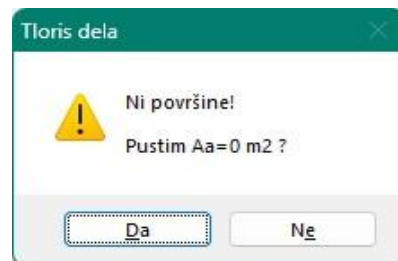 Tloris dela
Ni površine!
Pustim Aa=0 m2 ?
Da
Ne